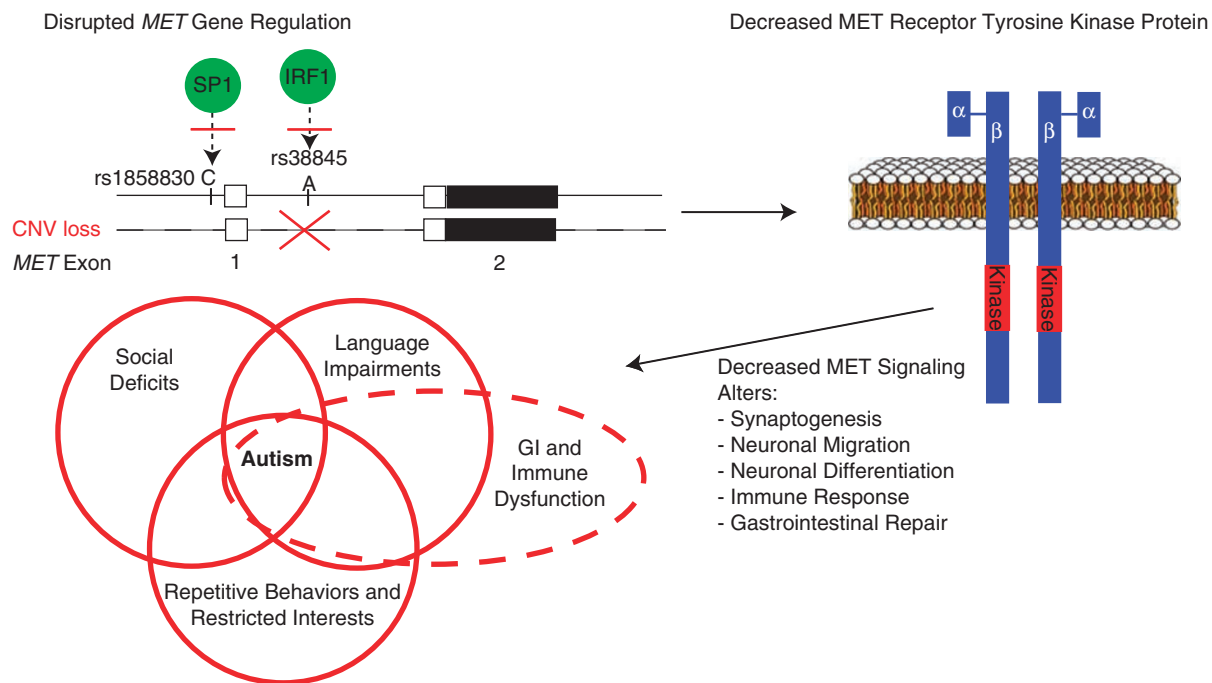 Disrupted MET Gene Regulation
Decreased MET Receptor Tyrosine Kinase Protein
SP1
IRF1
rs38845
rs1858830 C
A
CNV loss
MET Exon
1
2
α
β
β
α
Kinase
Kinase
Decreased MET Signaling
Alters:
- Synaptogenesis
- Neuronal Migration
- Neuronal Differentiation
- Immune Response
- Gastrointestinal Repair
Social
Deficits
Language
Impairments
Autism
GI and
Immune
Dysfunction
Repetitive Behaviors and
Restricted Interests